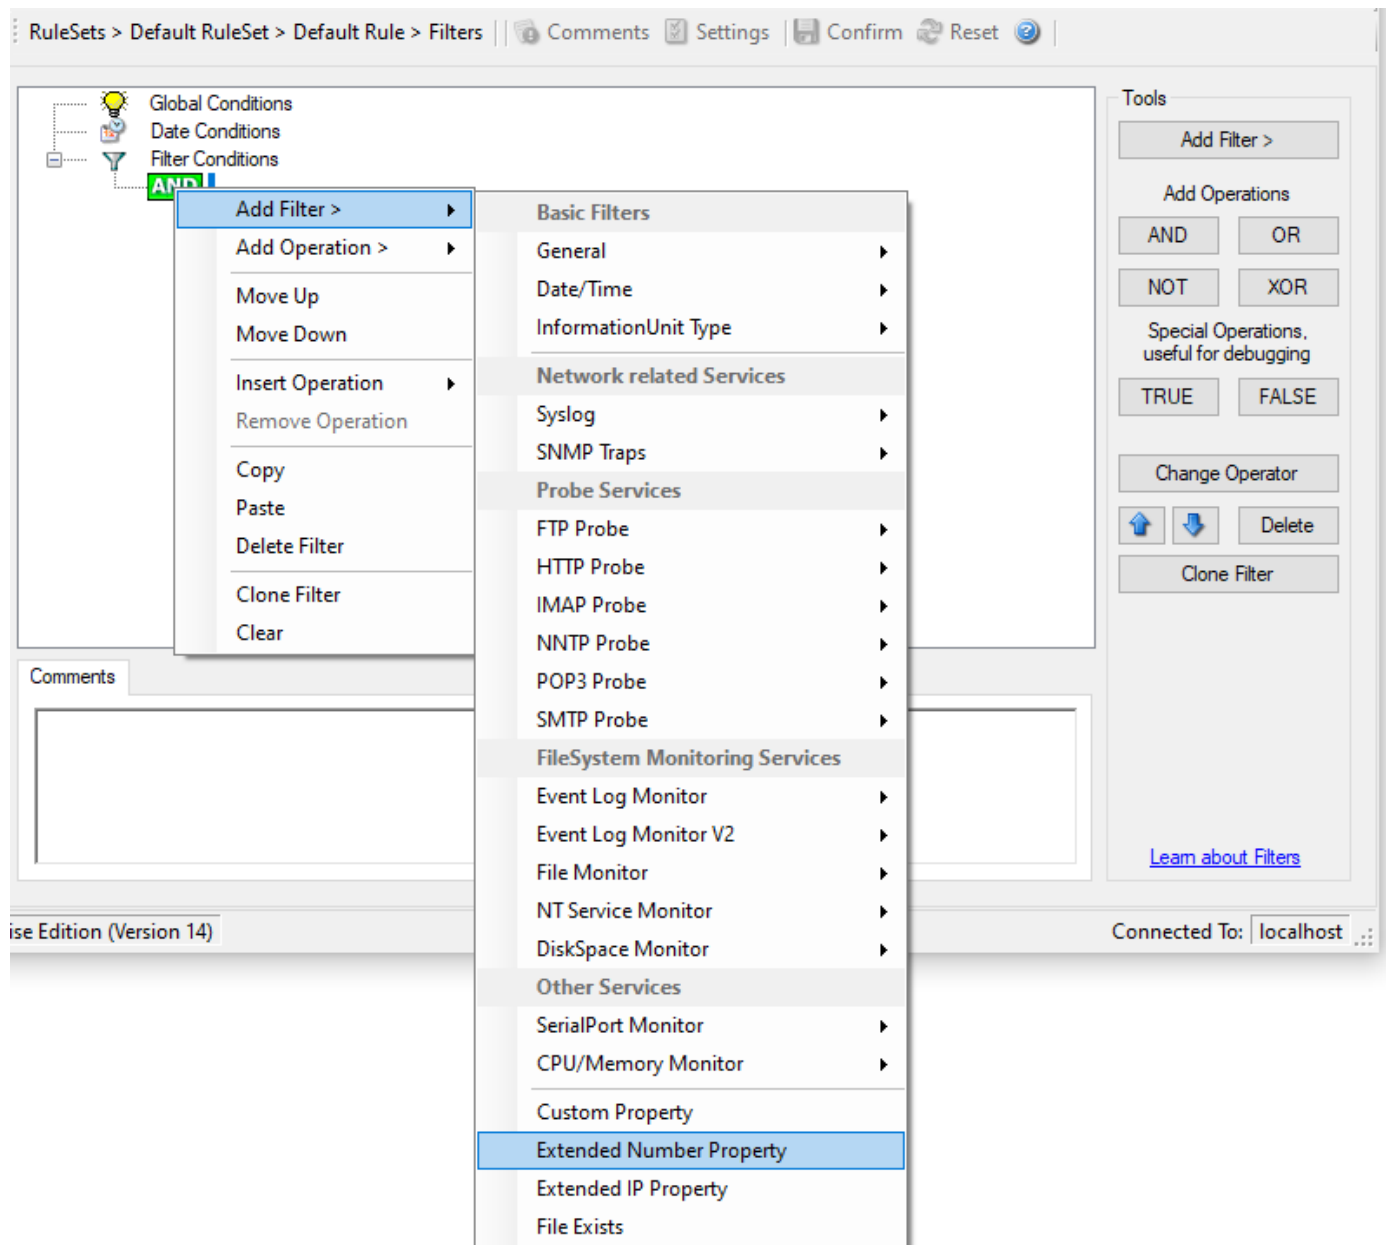 RuleSets > Default RuleSet > Default Rule > Filters Comments Settings Confirm Reset
Global Conditions
Date Conditions
Filter Conditions
AND
Add Filter >
Add Operation >
Move Up
Move Down
Insert Operation
Remove Operation
Copy
Paste
Delete Filter
Clone Filter
Clear
Basic Filters
General
Date/Time
InformationUnit Type
Network related Services
Syslog
SNMP Traps
Probe Services
FTP Probe
HTTP Probe
IMAP Probe
NNTP Probe
POP3 Probe
SMTP Probe
FileSystem Monitoring Services
Event Log Monitor
Event Log Monitor V2
File Monitor
NT Service Monitor
DiskSpace Monitor
Other Services
SerialPort Monitor
CPU/Memory Monitor
Custom Property
Extended Number Property
Extended IP Property
File Exists
Tools
Add Filter >
Add Operations
AND OR
NOT XOR
Special Operations,
useful for debugging
TRUE FALSE
Change Operator
Delete
Clone Filter
Learn about Filters
Comments
ise Edition (Version 14)
Connected To: localhost